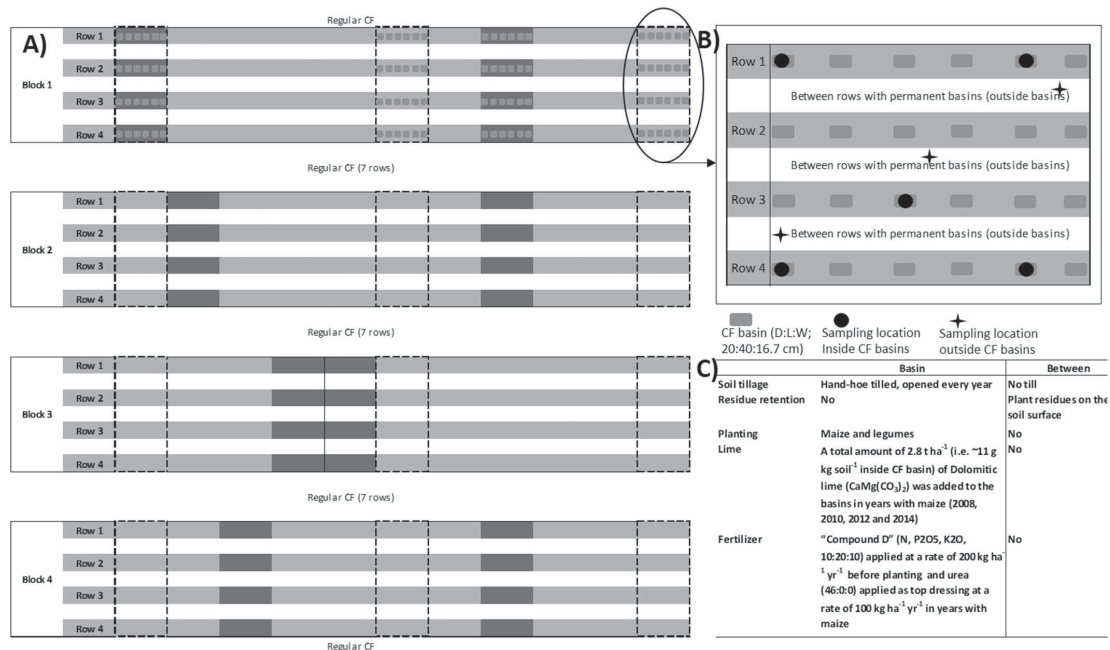 Regular CF
A)
Row 1
Row 2
Block 1
Row 3
Row 4
Regular CF (7 rows)
Row 1
Row 2
Block 2
Row 3
Row 4
Regular CF (7 rows)
Row 1
Row 2
Block 3
Row 3
Row 4
Regular CF (7 rows)
Row 1
Row 2
Block 4
Row 3
Row 4
Regular CF
B)
Row 1
Between rows with permanent basins (outside basins)
Row 2
Between rows with permanent basins (outside basins)
Row 3
Between rows with permanent basins (outside basins)
Row 4
CF basin (D:L:W;
20:40:16.7 cm)
Sampling location
Inside CF basins
Sampling location
outside CF basins
C)
Basin Between
Soil tillage Hand-hoe tilled, opened every year No till
Residue retention No Plant residues on the
soil surface
Planting Maize and legumes No
Lime A total amount of 2.8 t ha⁻¹ (i.e. ~11 g No
kg soil⁻¹ inside CF basin) of Dolomitic
lime (CaMg(CO₃)₂) was added to the
basins in years with maize (2008,
2010, 2012 and 2014)
Fertilizer “Compound D” (N, P2O5, K2O, No
10:20:10) applied at a rate of 200 kg ha⁻
¹ yr⁻¹ before planting and urea
(46:0:0) applied as top dressing at a
rate of 100 kg ha⁻¹ yr⁻¹ in years with
maize